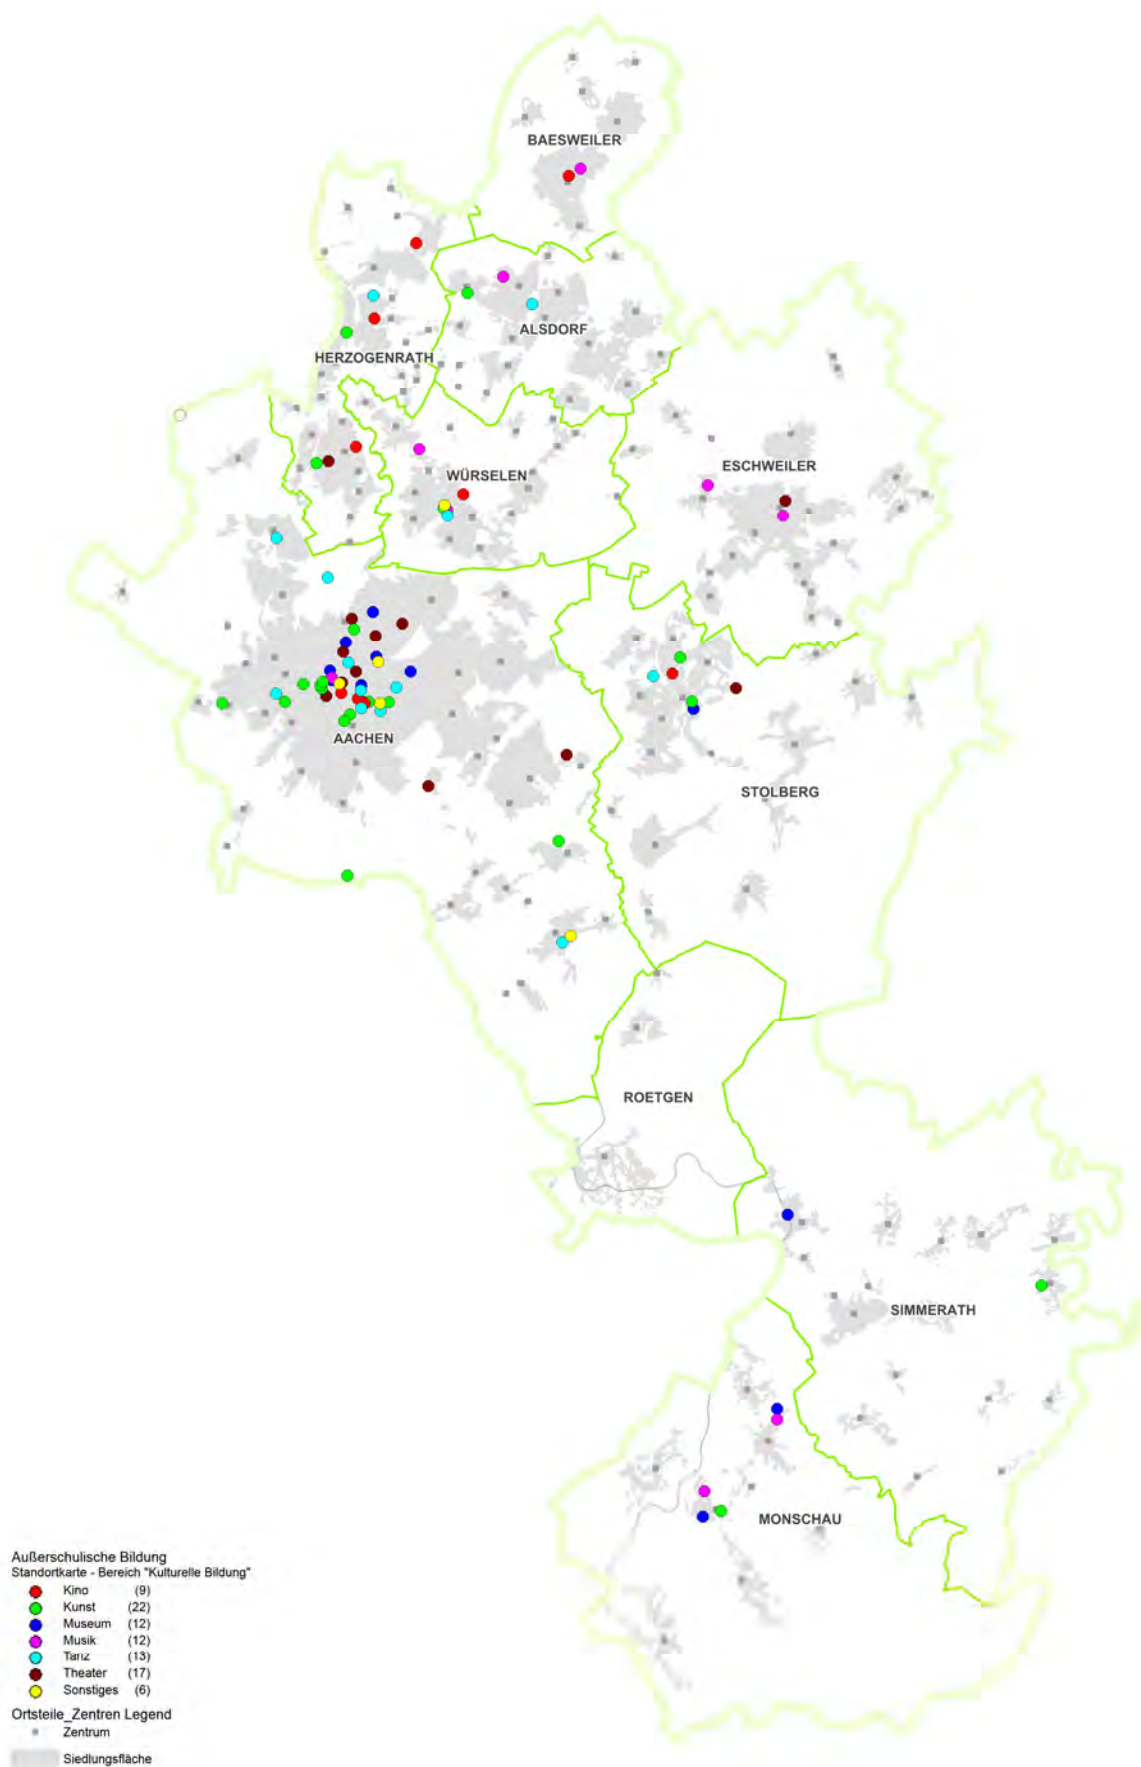 BAESWEILER
ALSDORF
HERZOGENRATH
WÜRSELEN
ESCHWEILER
AACHEN
STOLBERG
ROETGEN
SIMMERATH
MONSCHAU
Außerschulische Bildung
Standortkarte - Bereich "Kulturelle Bildung"
Kino (9)
Kunst (22)
Museum (12)
Musik (12)
Tanz (13)
Theater (17)
Sonstiges (6)
Ortsteile_Zentren Legend
Zentrum
Siedlungsfläche